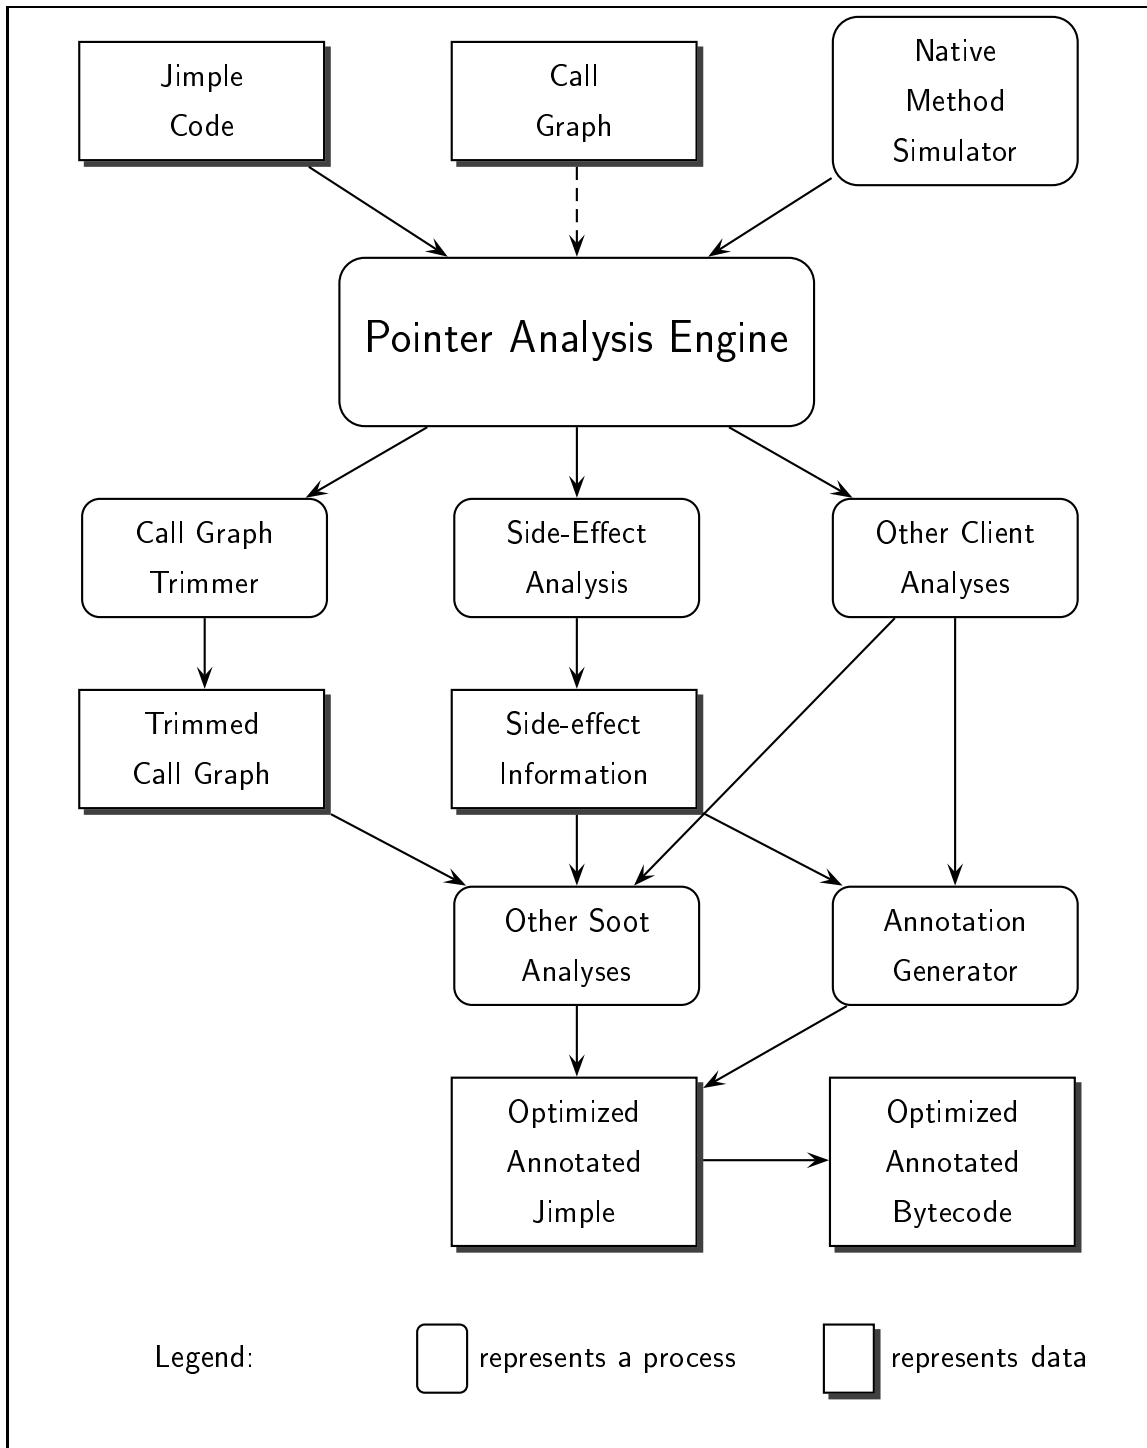 Jimple
Code
Call
Graph
Native
Method
Simulator
Pointer Analysis Engine
Call Graph
Trimmer
Side-Effect
Analysis
Other Client
Analyses
Trimmed
Call Graph
Side-effect
Information
Other Soot
Analyses
Annotation
Generator
Optimized
Annotated
Jimple
Optimized
Annotated
Bytecode
Legend:
represents a process
represents data